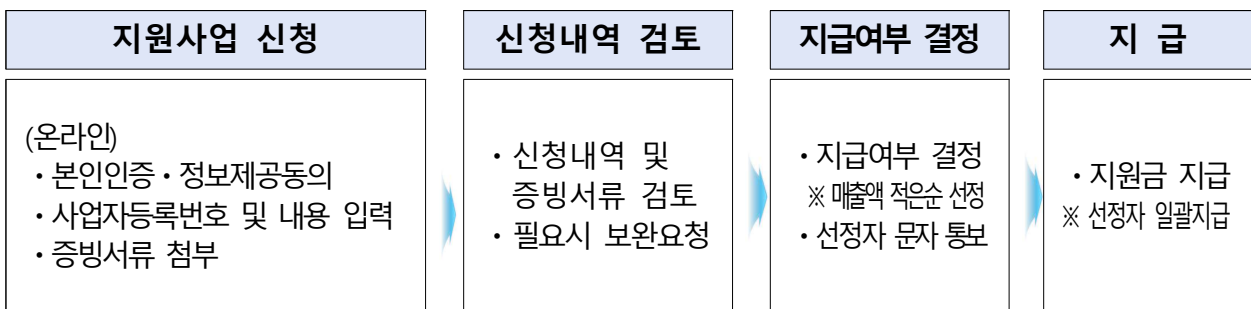 지원사업 신청
(온라인)
・본인인증・정보제공동의
・사업자등록번호 및 내용 입력
・증빙서류 첨부
신청내역 검토
・신청내역 및
증빙서류 검토
・필요시 보완요청
지급여부 결정
・지급여부 결정
※ 매출액 적은순 선정
・선정자 문자 통보
지 급
・지원금 지급
※ 선정자 일괄지급